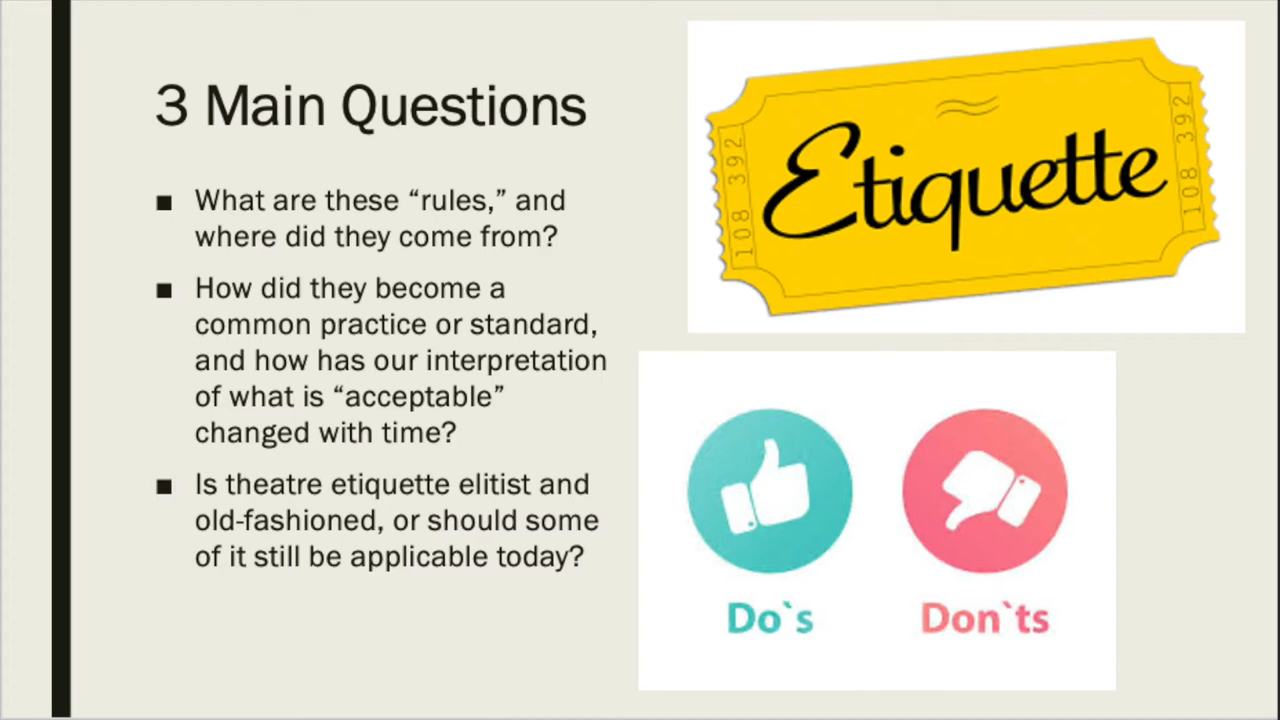 3 Main Questions
■ What are these “rules,” and
where did they come from?
■ How did they become a
common practice or standard,
and how has our interpretation
of what is “acceptable”
changed with time?
■ Is theatre etiquette elitist and
old-fashioned, or should some
of it still be applicable today?
108 392
Etiquette
108 392
Do`s
Don`ts